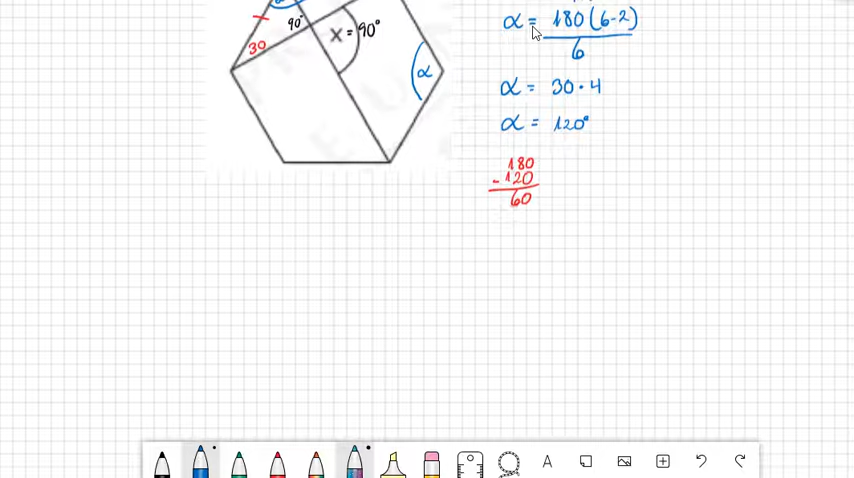 90°
30
x = 90°
α
α = 180(6-2)
6
α = 30 · 4
α = 120°
180
- 120
60
A